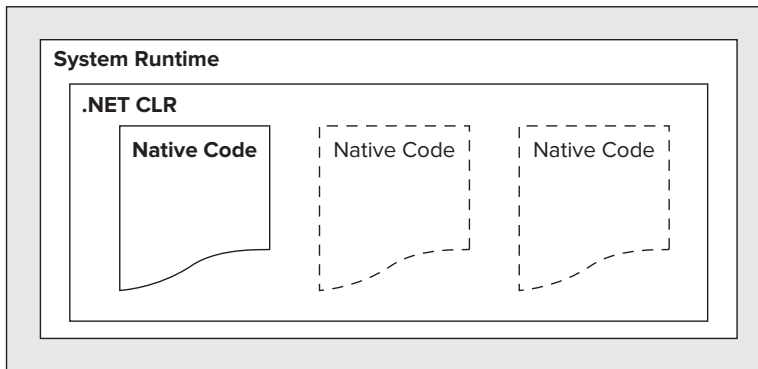 System Runtime
.NET CLR
Native Code
Native Code
Native Code